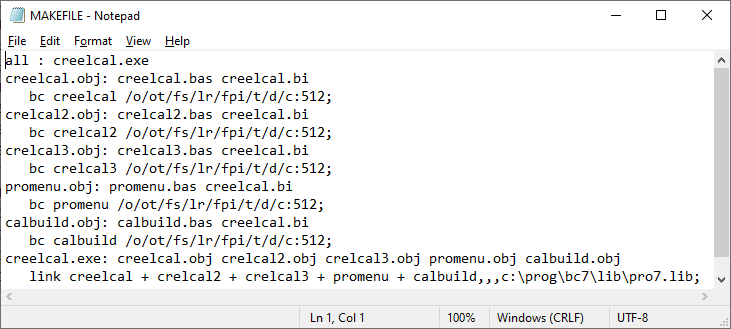 MAKEFILE - Notepad
File Edit Format View Help
all : creelcal.exe
creelcal.obj: creelcal.bas creelcal.bi
   bc creelcal /o/ot/fs/lr/fpi/t/d/c:512;
crelcal2.obj: crelcal2.bas creelcal.bi
   bc crelcal2 /o/ot/fs/lr/fpi/t/d/c:512;
crelcal3.obj: crelcal3.bas creelcal.bi
   bc crelcal3 /o/ot/fs/lr/fpi/t/d/c:512;
promenu.obj: promenu.bas creelcal.bi
   bc promenu /o/ot/fs/lr/fpi/t/d/c:512;
calbuild.obj: calbuild.bas creelcal.bi
   bc calbuild /o/ot/fs/lr/fpi/t/d/c:512;
creelcal.exe: creelcal.obj crelcal2.obj crelcal3.obj promenu.obj calbuild.obj
   link creelcal + crelcal2 + crelcal3 + promenu + calbuild,,,c:\prog\bc7\lib\pro7.lib;
Ln 1, Col 1 100% Windows (CRLF) UTF-8